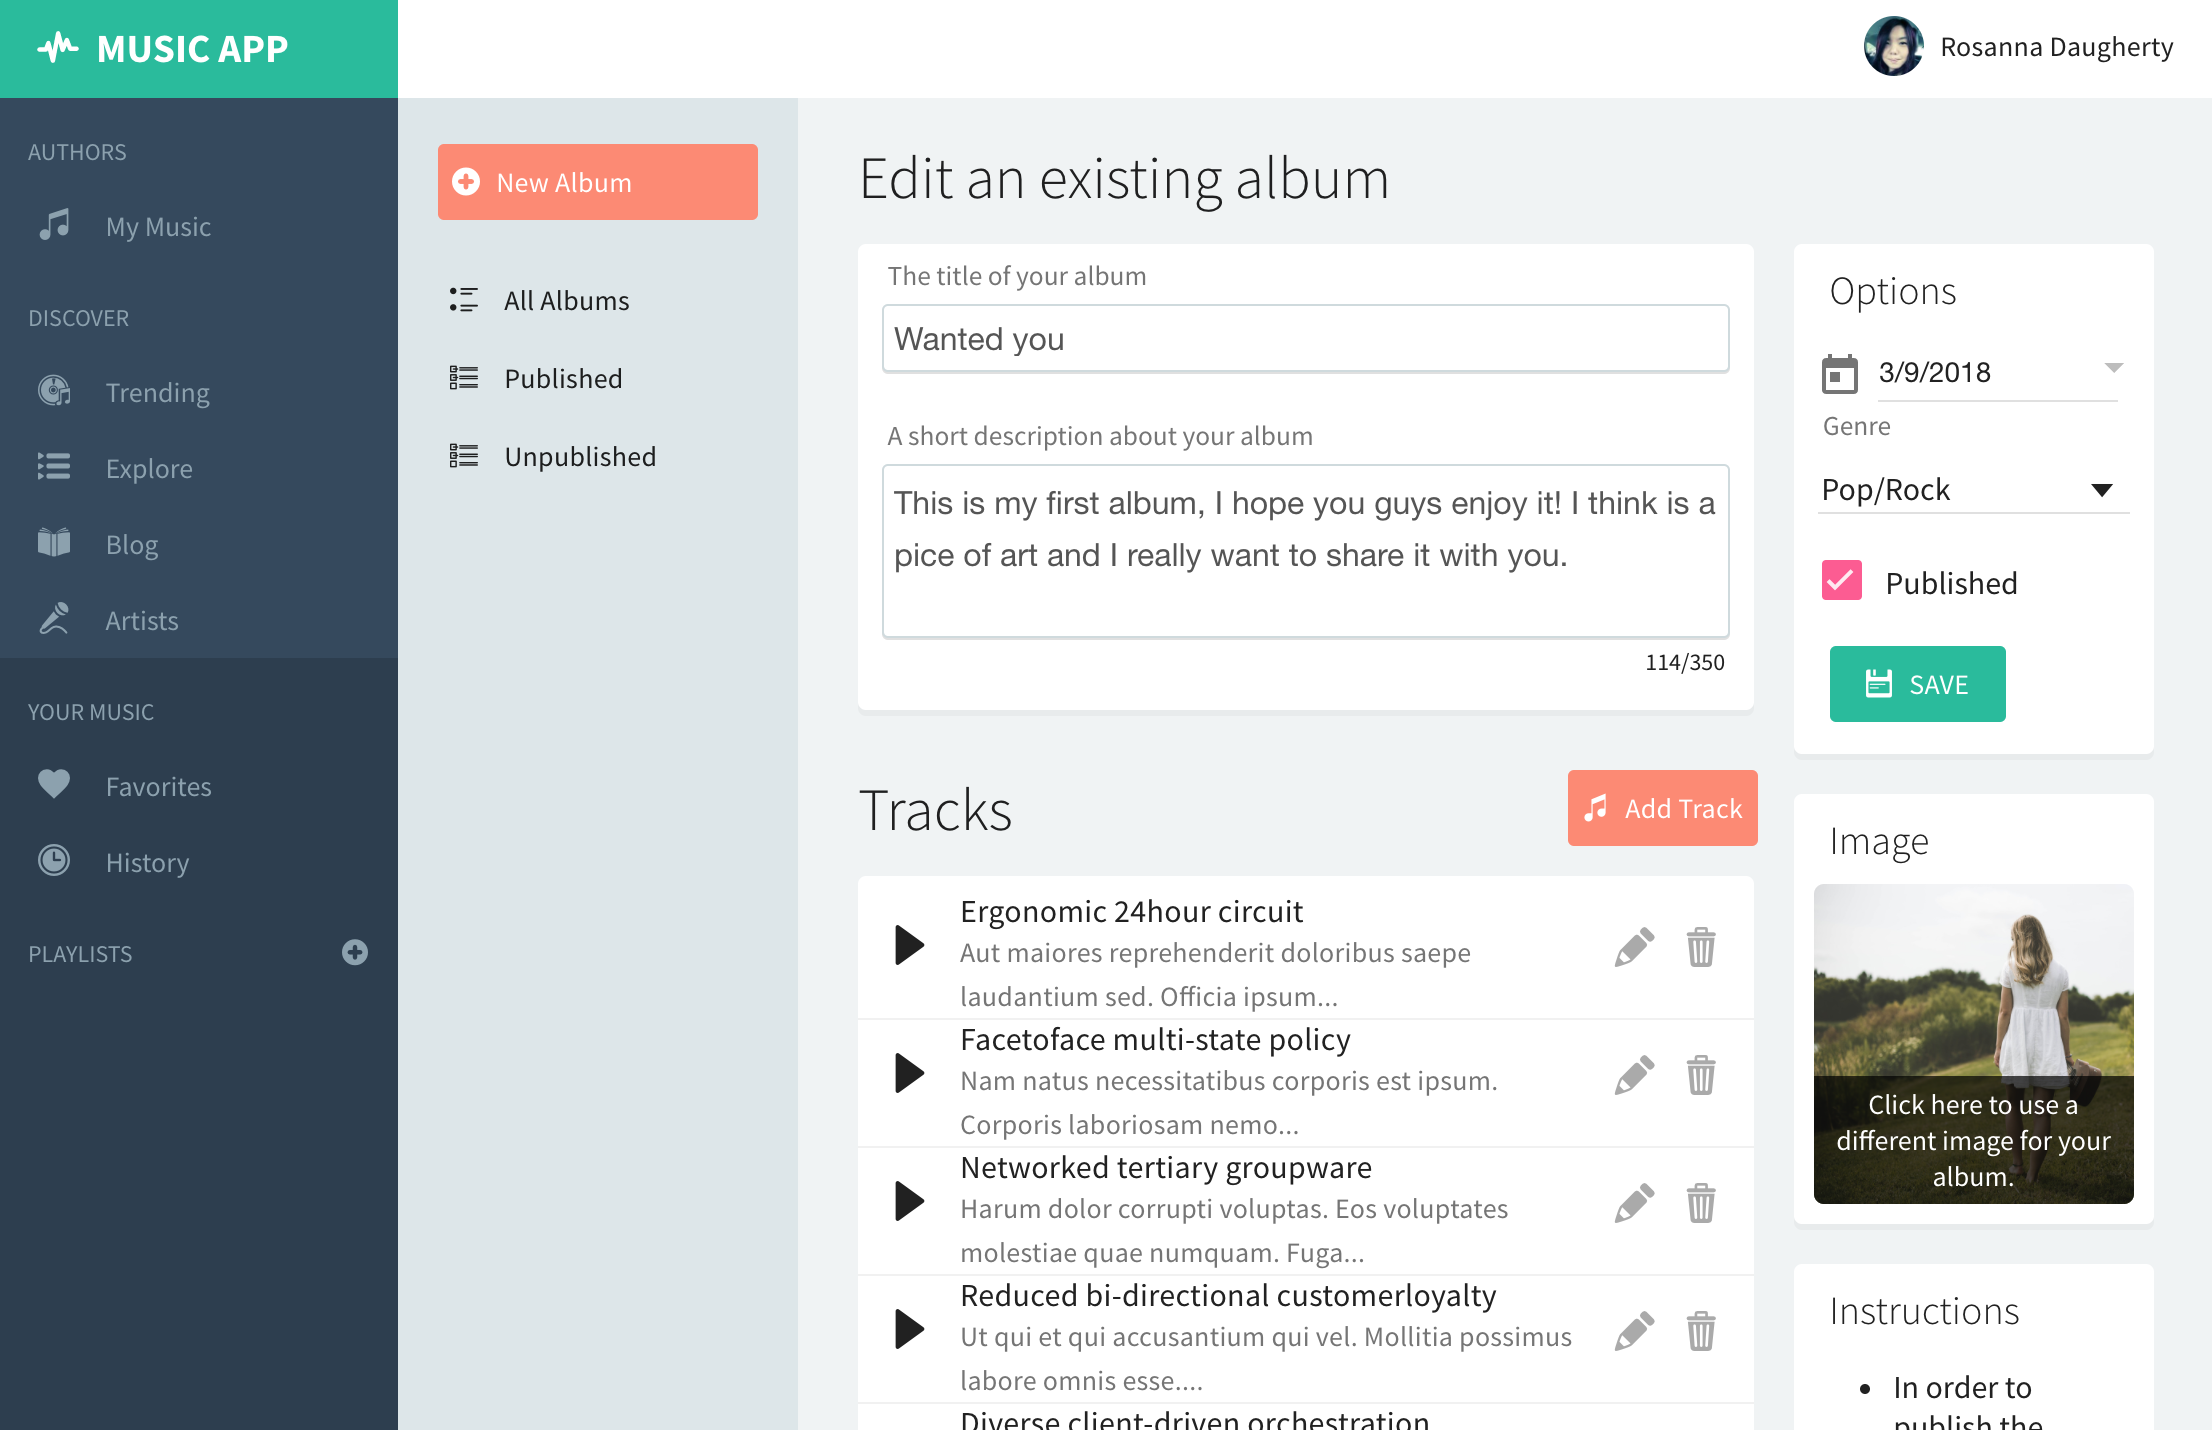 MUSIC APP
Rosanna Daugherty
AUTHORS
My Music
DISCOVER
Trending
Explore
Blog
Artists
YOUR MUSIC
Favorites
History
PLAYLISTS
New Album
All Albums
Published
Unpublished
Edit an existing album
The title of your album
Wanted you
A short description about your album
This is my first album, I hope you guys enjoy it! I think is a
pice of art and I really want to share it with you.
114/350
Tracks
Add Track
Ergonomic 24hour circuit
Aut maiores reprehenderit doloribus saepe
laudantium sed. Officia ipsum...
Facetoface multi-state policy
Nam natus necessitatibus corporis est ipsum.
Corporis laboriosam nemo...
Networked tertiary groupware
Harum dolor corrupti voluptas. Eos voluptates
molestiae quae numquam. Fuga...
Reduced bi-directional customerloyalty
Ut qui et qui accusantium qui vel. Mollitia possimus
labore omnis esse....
Diverse client-driven orchestration
Options
3/9/2018
Genre
Pop/Rock
Published
SAVE
Image
Click here to use a
different image for your
album.
Instructions
• In order to
publish the